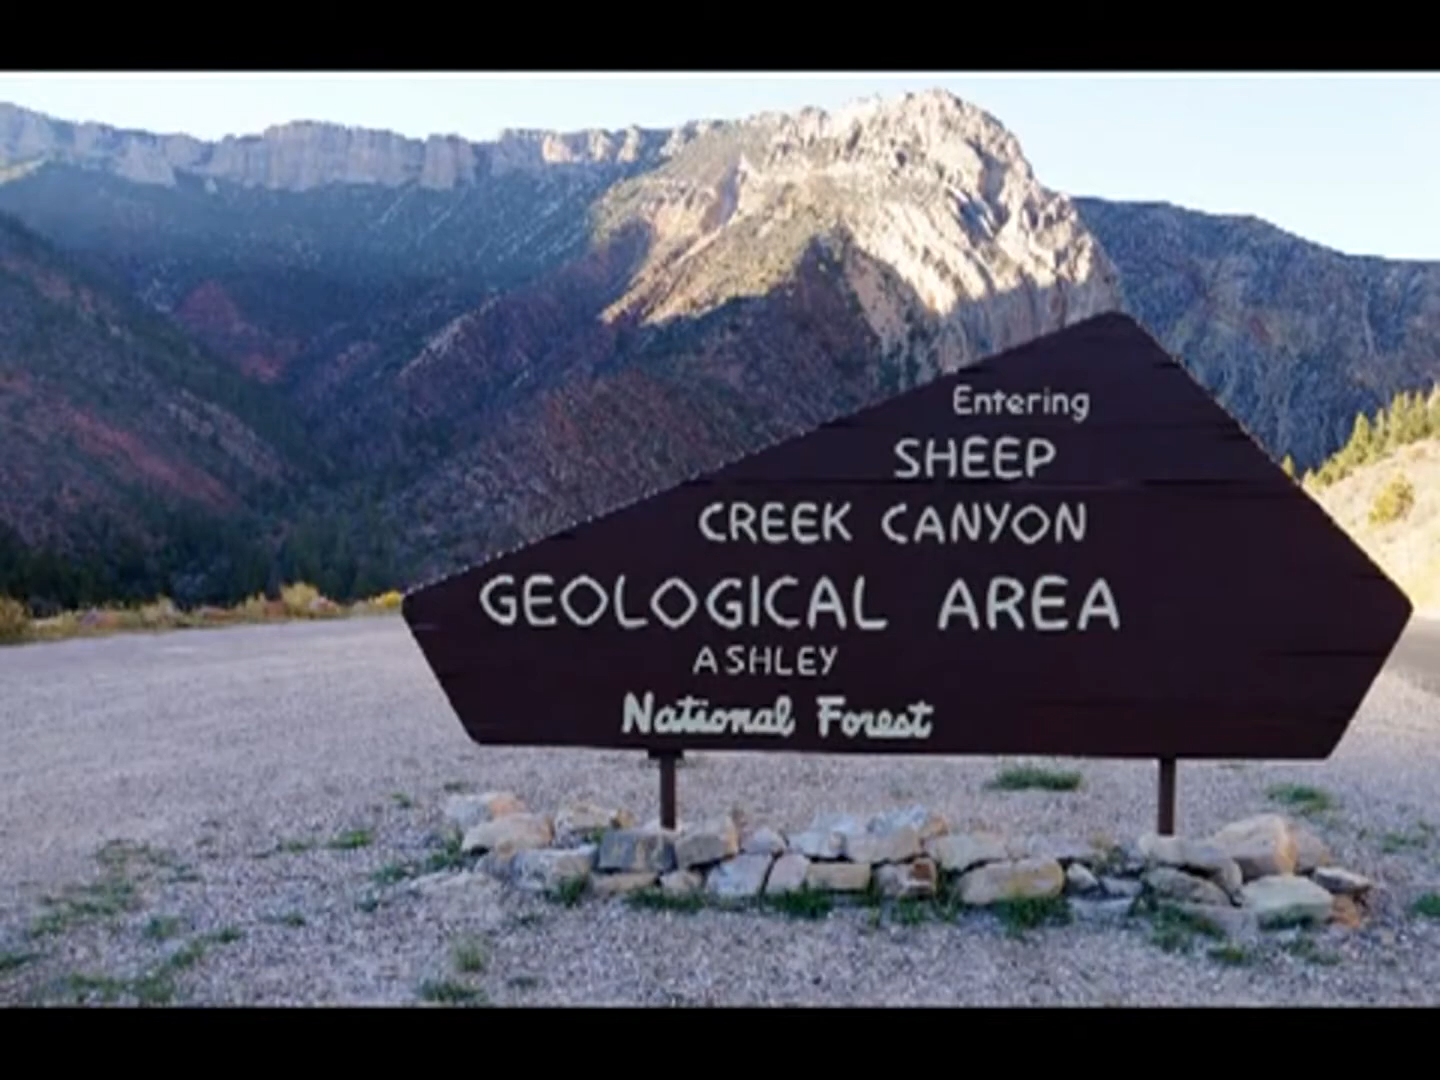 Entering
SHEEP
CREEK CANYON
GEOLOGICAL AREA
ASHLEY
National Forest